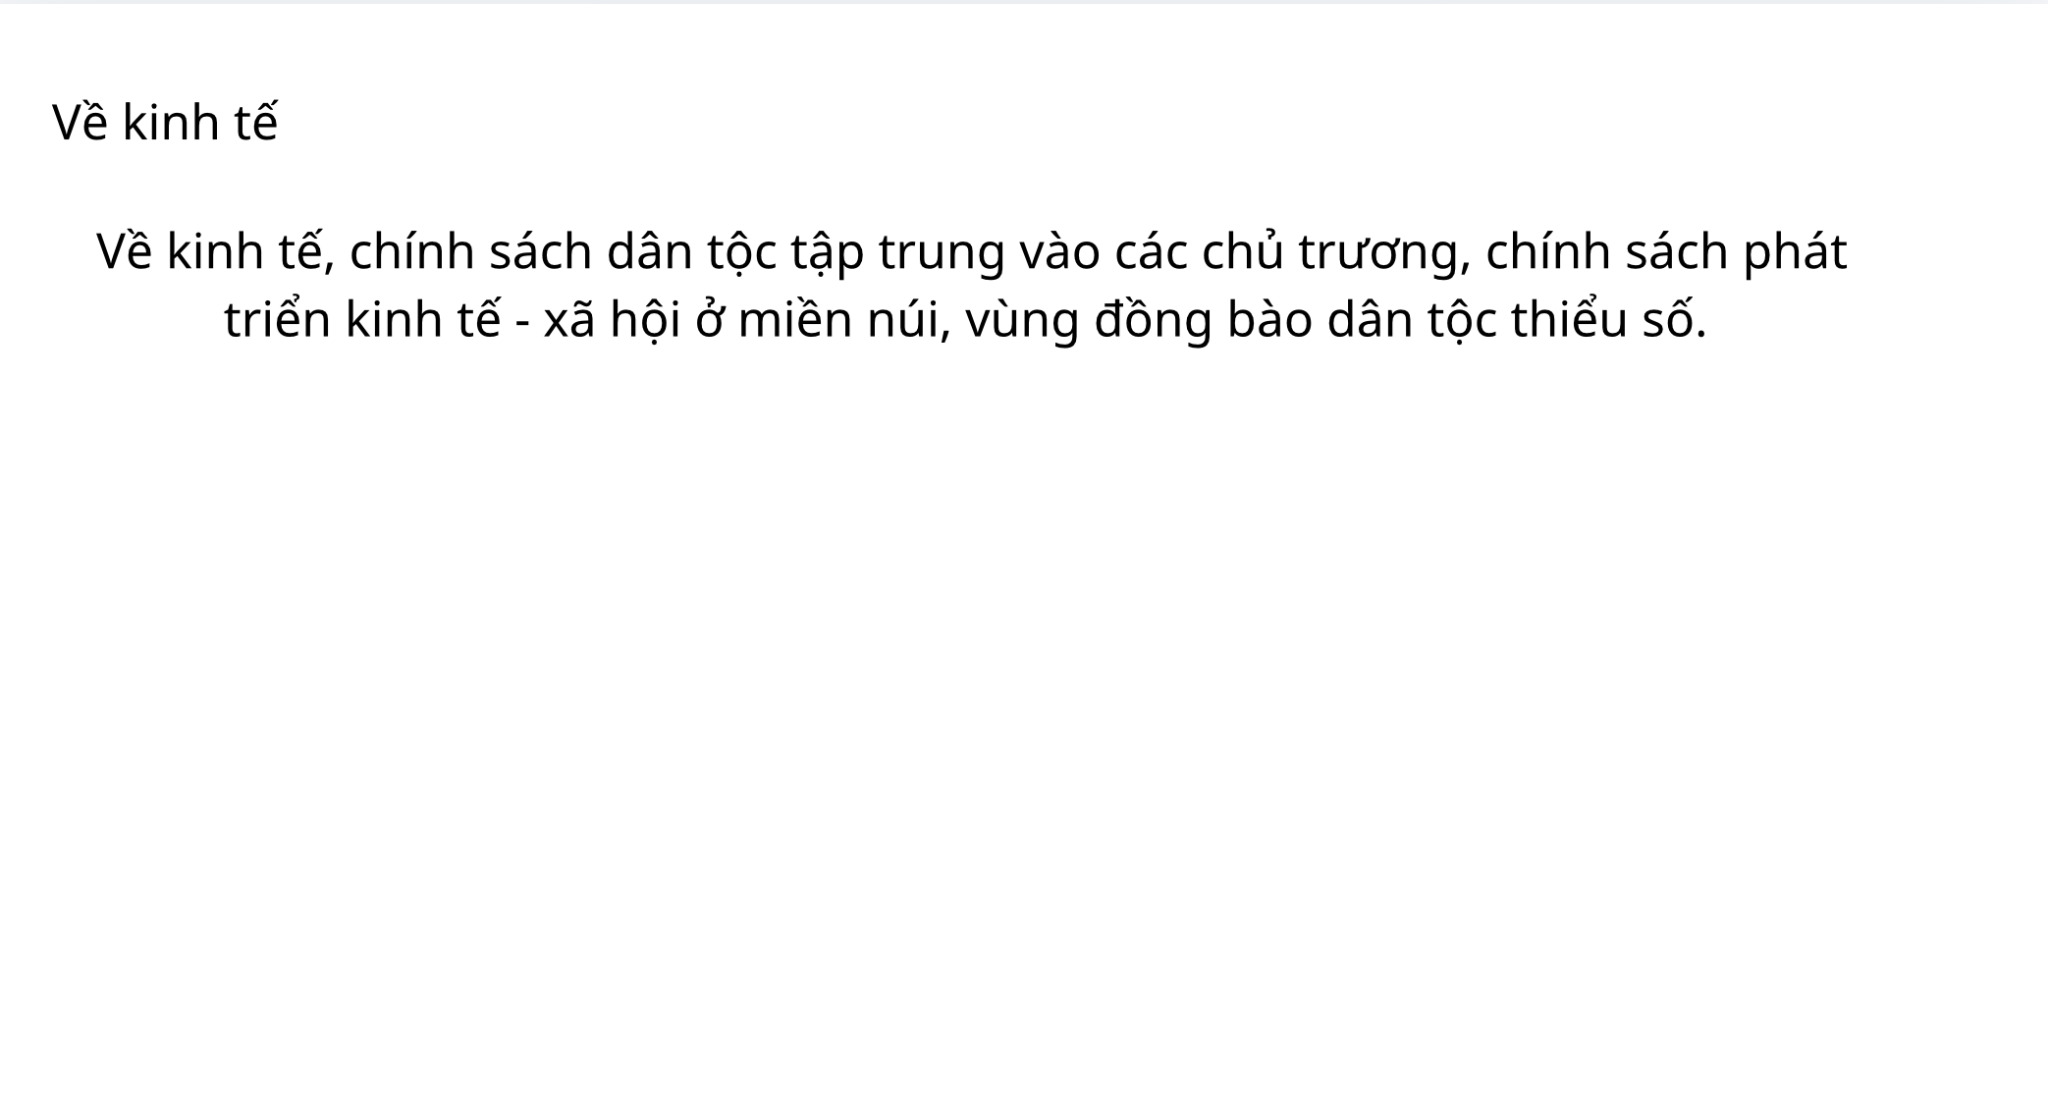 Về kinh tế
Về kinh tế, chính sách dân tộc tập trung vào các chủ trương, chính sách phát
triển kinh tế - xã hội ở miền núi, vùng đồng bào dân tộc thiểu số.